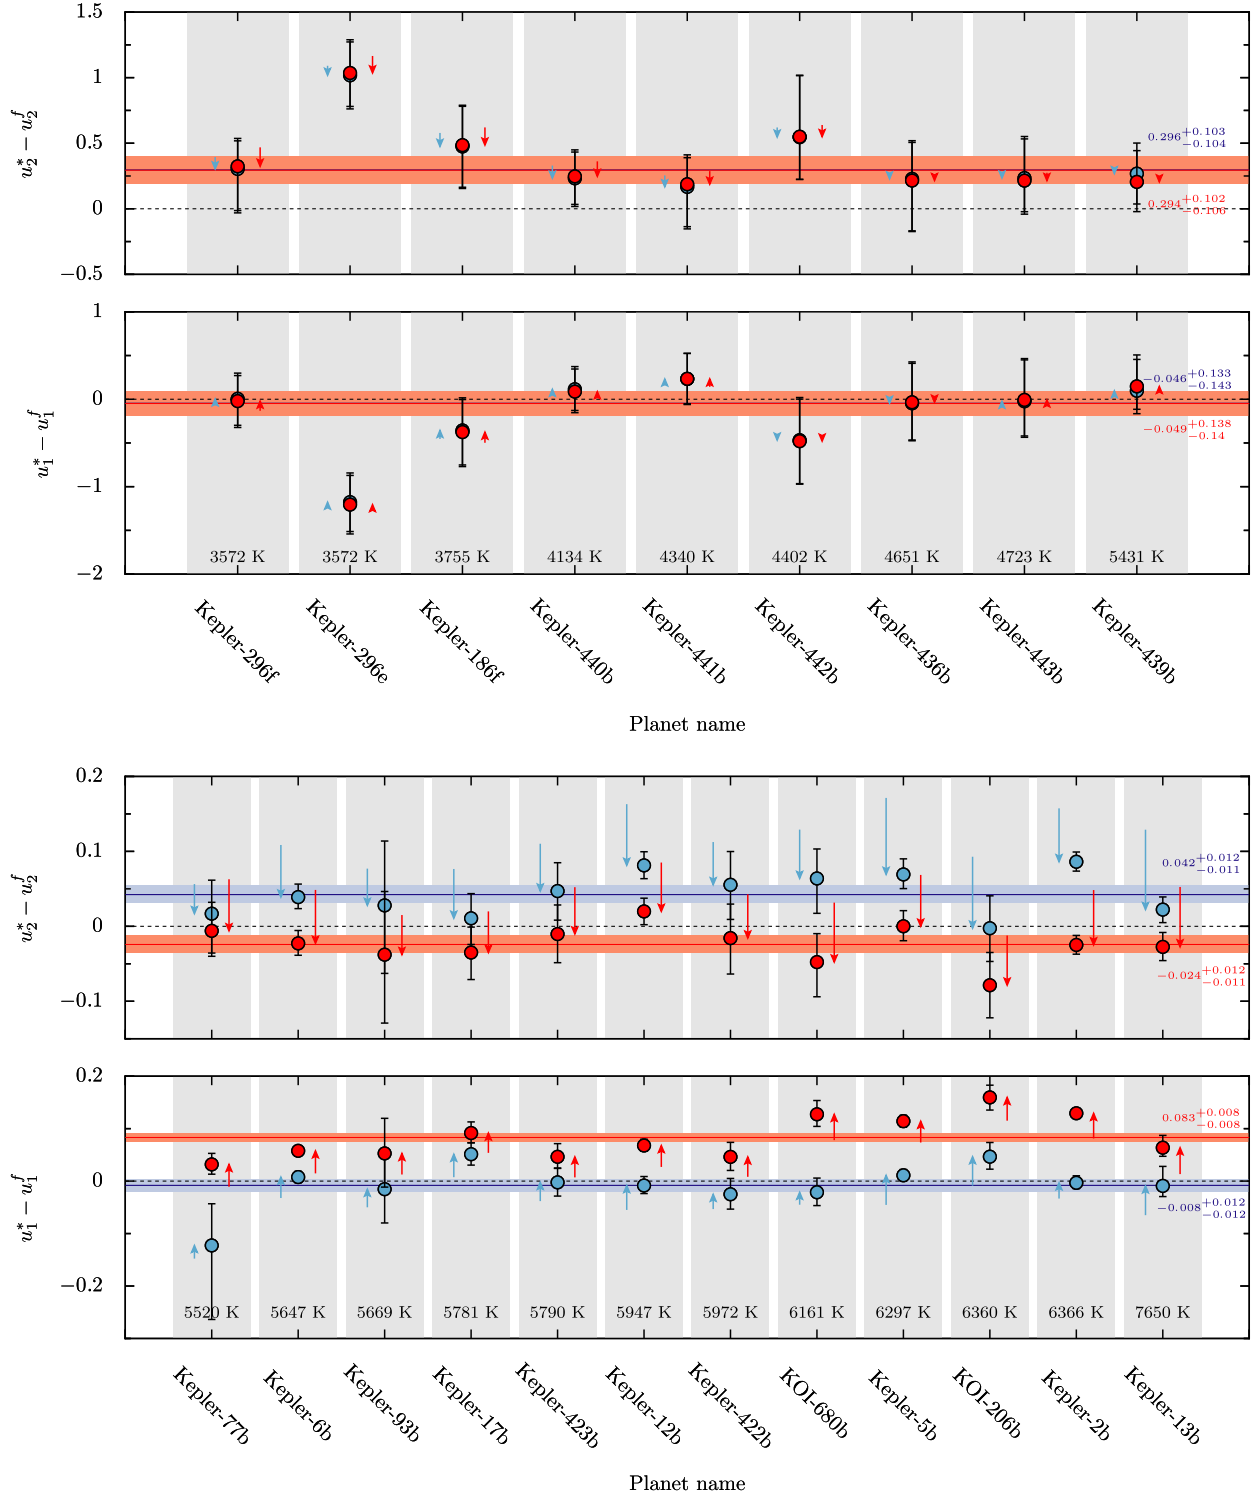 1.5
1
0.5
0
−0.5
u₂* − u₂ᶠ
0.296+0.103−0.104
0.294+0.102−0.106
1
0
−1
−2
u₁* − u₁ᶠ
−0.046+0.133−0.143
−0.049+0.138−0.14
3572 K 3572 K 3755 K 4134 K 4340 K 4402 K 4651 K 4723 K 5431 K
Kepler-296f Kepler-296e Kepler-186f Kepler-440b Kepler-441b Kepler-442b Kepler-436b Kepler-443b Kepler-439b
Planet name
0.2
0.1
0
−0.1
u₂* − u₂ᶠ
0.042+0.012−0.011
−0.024+0.012−0.011
0.2
0
−0.2
u₁* − u₁ᶠ
0.083+0.008−0.008
−0.008+0.012−0.012
5520 K 5647 K 5669 K 5781 K 5790 K 5947 K 5972 K 6161 K 6297 K 6360 K 6366 K 7650 K
Kepler-77b Kepler-6b Kepler-93b Kepler-17b Kepler-423b Kepler-12b Kepler-422b KOI-680b Kepler-5b KOI-206b Kepler-2b Kepler-13b
Planet name